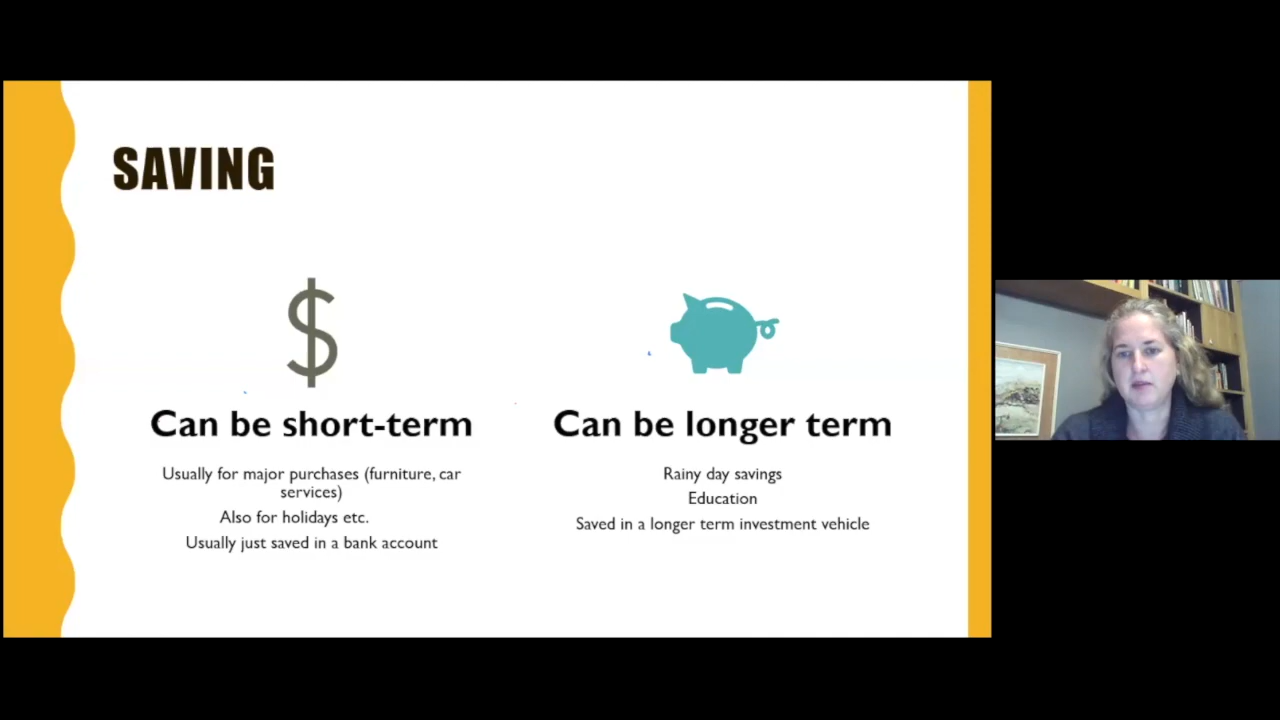 SAVING
Can be short-term
Usually for major purchases (furniture, car
services)
Also for holidays etc.
Usually just saved in a bank account
Can be longer term
Rainy day savings
Education
Saved in a longer term investment vehicle